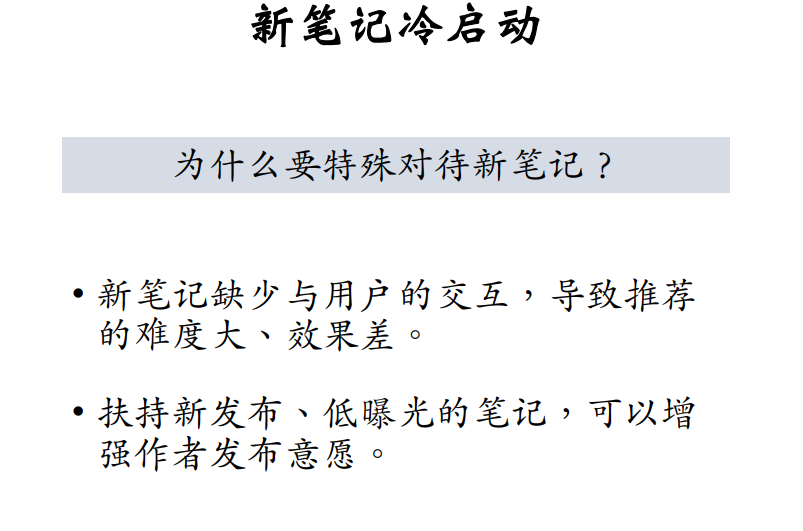 新笔记冷启动
为什么要特殊对待新笔记？
• 新笔记缺少与用户的交互，导致推荐
的难度大、效果差。
• 扶持新发布、低曝光的笔记，可以增
强作者发布意愿。